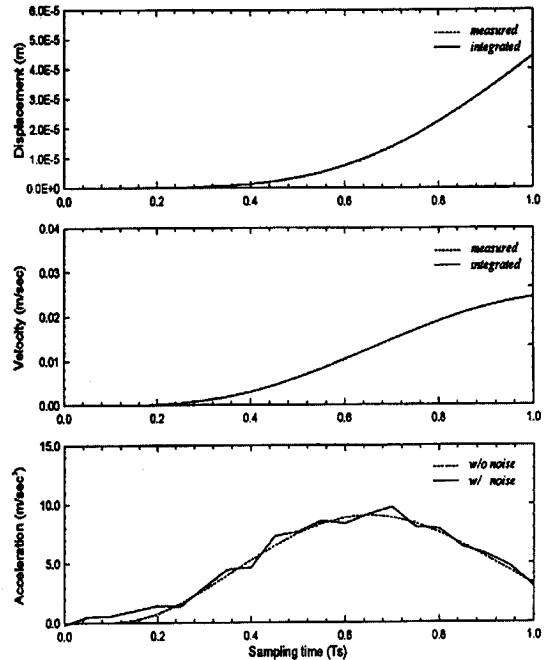 6.0E-5
5.0E-5
4.0E-5
3.0E-5
2.0E-5
1.0E-5
0.0E+0
Displacement (m)
measured
integrated
0.0 0.2 0.4 0.6 0.8 1.0
0.04
0.03
0.02
0.01
0.00
Velocity (m/sec)
measured
integrated
0.0 0.2 0.4 0.6 0.8 1.0
15.0
10.0
5.0
0.0
Acceleration (m/sec²)
w/o noise
w/ noise
0.0 0.2 0.4 0.6 0.8 1.0
Sampling time (Ts)